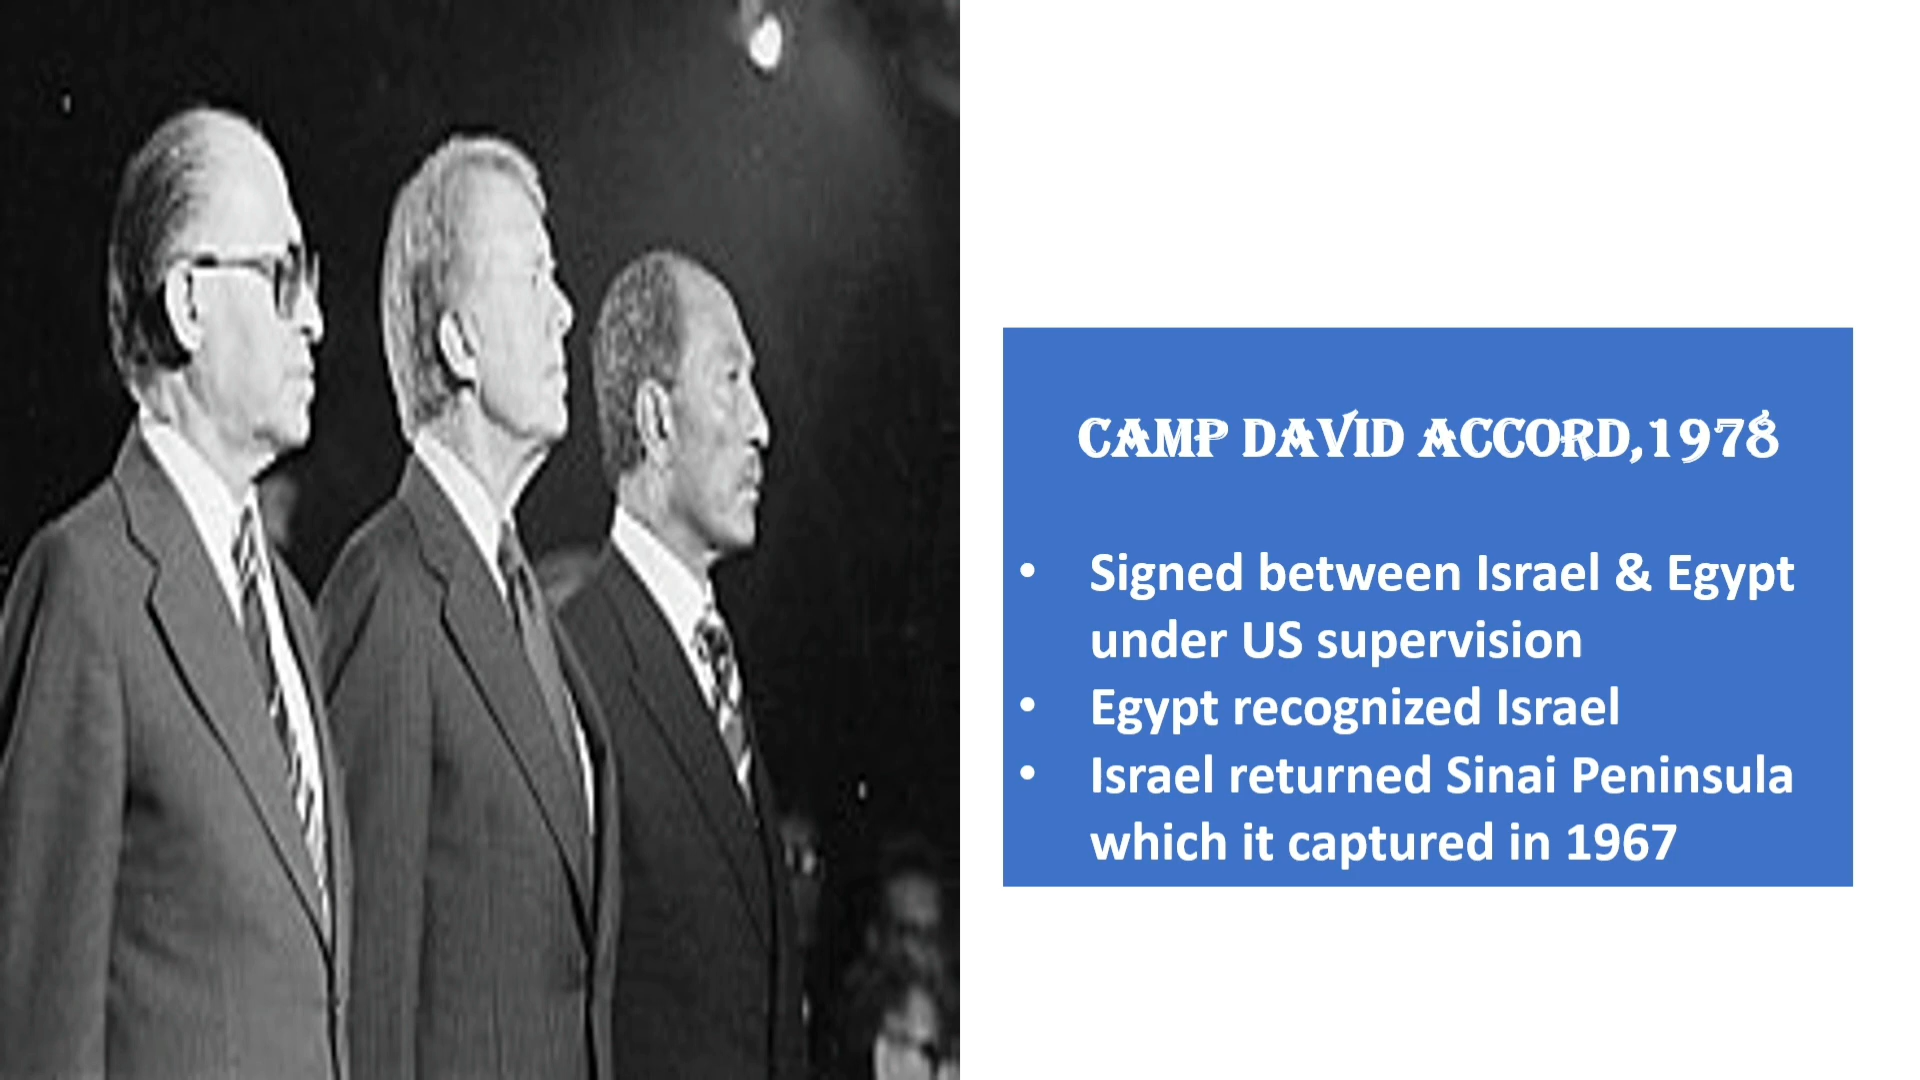 CAMP DAVID ACCORD,1978
• Signed between Israel & Egypt
under US supervision
• Egypt recognized Israel
• Israel returned Sinai Peninsula
which it captured in 1967